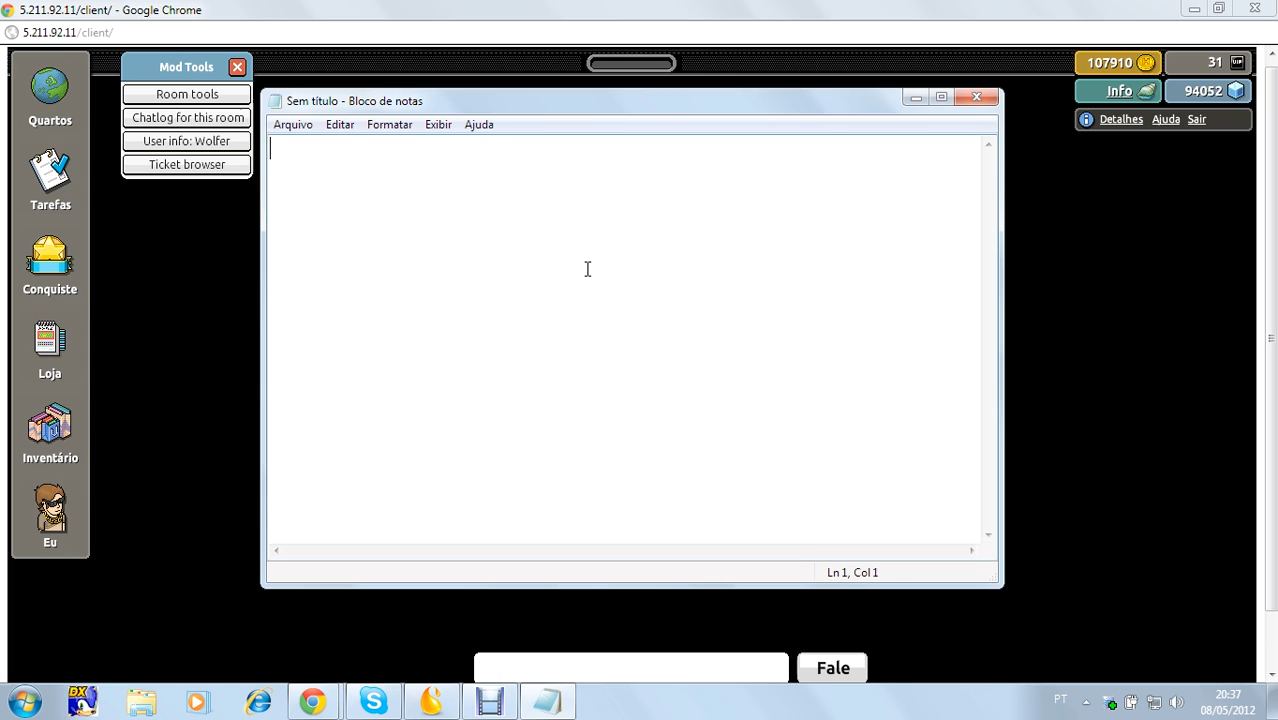 5.211.92.11/client/ - Google Chrome
5.211.92.11/client/
Quartos
Tarefas
Conquiste
Loja
Inventário
Eu
Mod Tools
Room tools
Chatlog for this room
User info: Wolfer
Ticket browser
Sem título - Bloco de notas
Arquivo Editar Formatar Exibir Ajuda
Ln 1, Col 1
107910 31 VIP
Info 94052
Detalhes Ajuda Sair
Fale
DX
PT
20:37
08/05/2012